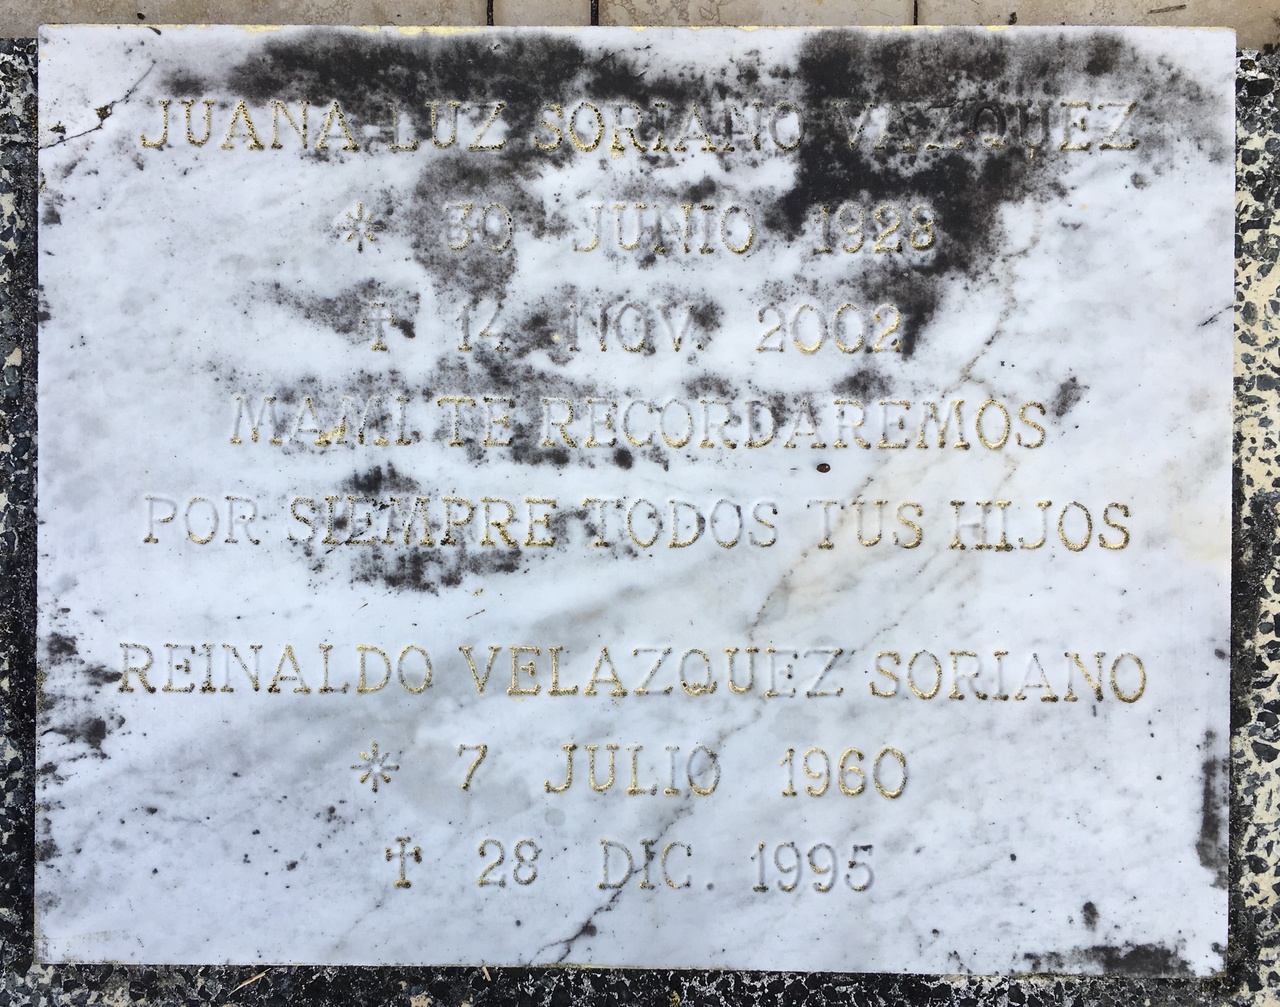 JUANA LUZ SORIANO VAZQUEZ
* 30 JUNIO 1928
† 14 NOV. 2002
MAMI TE RECORDAREMOS
POR SIEMPRE TODOS TUS HIJOS
REINALDO VELAZQUEZ SORIANO
* 7 JULIO 1960
† 28 DIC. 1995